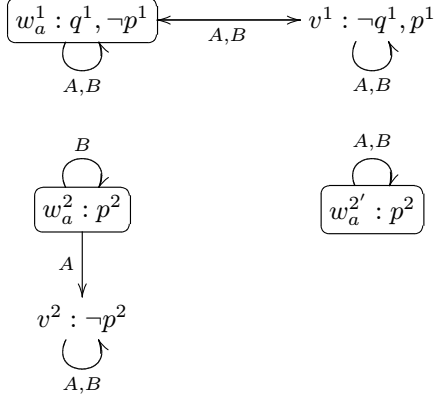 w_a^1 : q^1, ¬p^1 A,B v^1 : ¬q^1, p^1
A,B A,B
B A,B
w_a^2 : p^2 w_a^{2'} : p^2
A
v^2 : ¬p^2
A,B